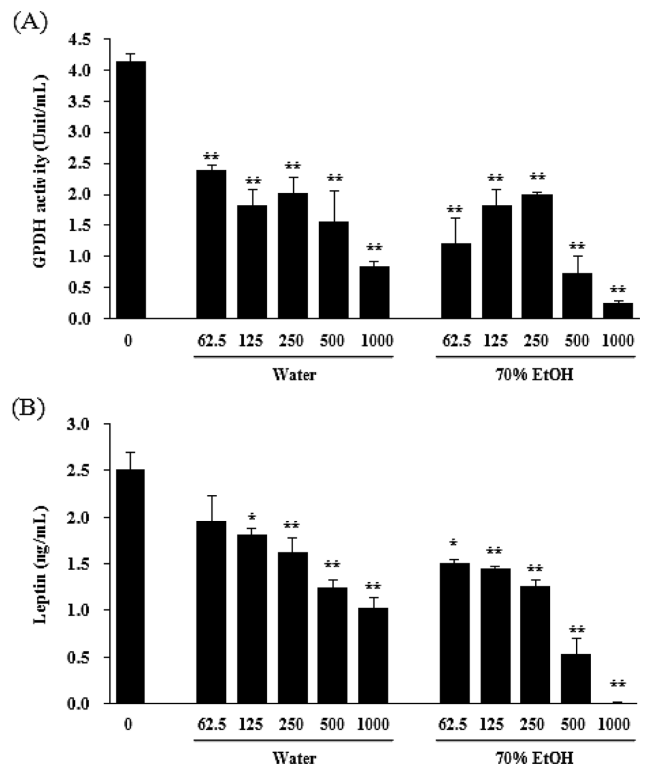 (A)
4.5
4.0
3.5
3.0
2.5
2.0
1.5
1.0
0.5
0.0
GPDH activity (Unit/mL)
** ** ** ** ** ** ** ** ** **
0 62.5 125 250 500 1000 62.5 125 250 500 1000
Water 70% EtOH
(B)
3.0
2.5
2.0
1.5
1.0
0.5
0.0
Leptin (ng/mL)
* ** ** ** * ** ** ** **
0 62.5 125 250 500 1000 62.5 125 250 500 1000
Water 70% EtOH